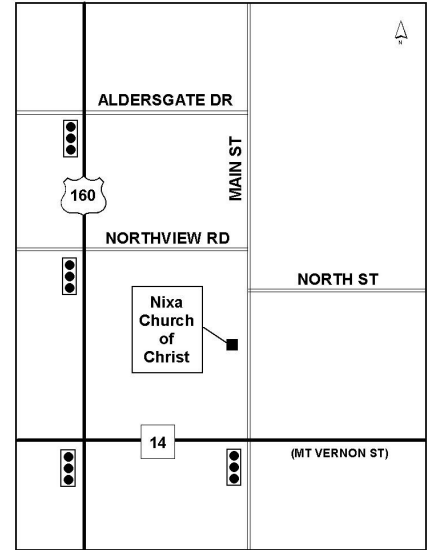 N
ALDERSGATE DR
MAIN ST
160
NORTHVIEW RD
NORTH ST
Nixa
Church
of
Christ
14
(MT VERNON ST)